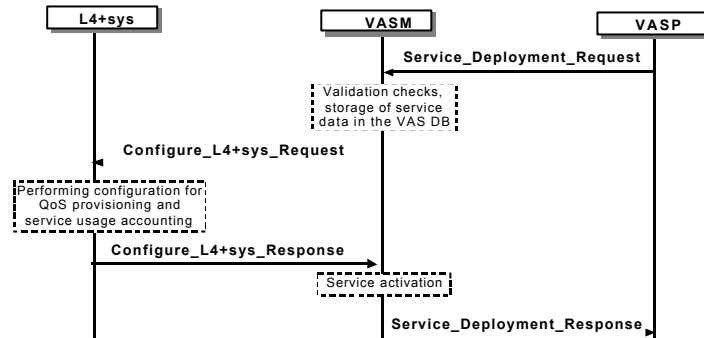 L4+sys
VASM
VASP
Service_Deployment_Request
Validation checks,
storage of service
data in the VAS DB
Configure_L4+sys_Request
Performing configuration for
QoS provisioning and
service usage accounting
Configure_L4+sys_Response
Service activation
Service_Deployment_Response